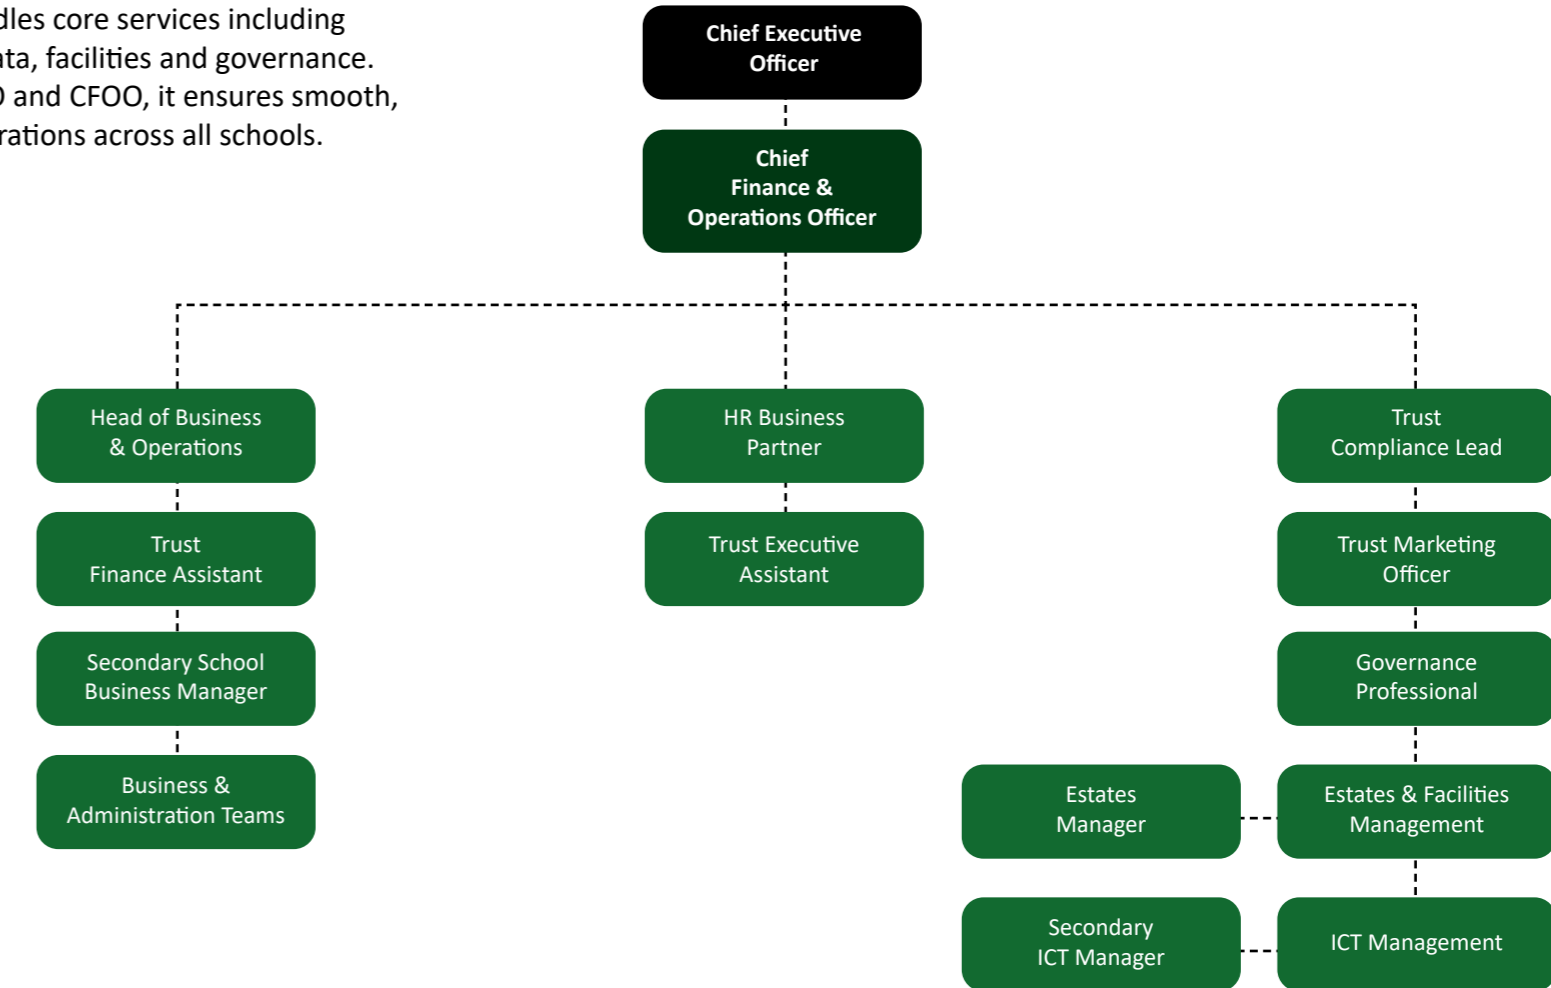 dles core services including
ata, facilities and governance.
O and CFOO, it ensures smooth,
rations across all schools.
Chief Executive
Officer
Chief
Finance &
Operations Officer
Head of Business
& Operations
HR Business
Partner
Trust
Compliance Lead
Trust
Finance Assistant
Trust Executive
Assistant
Trust Marketing
Officer
Secondary School
Business Manager
Governance
Professional
Business &
Administration Teams
Estates
Manager
Estates & Facilities
Management
Secondary
ICT Manager
ICT Management